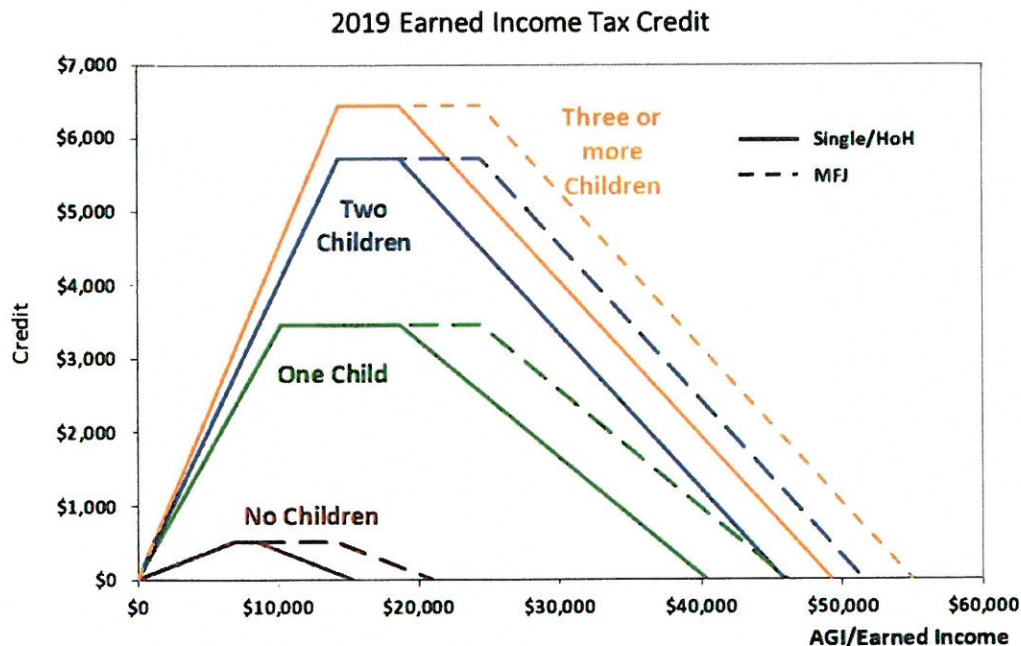 2019 Earned Income Tax Credit
$7,000
$6,000
$5,000
$4,000
$3,000
$2,000
$1,000
$0
Credit
Three or
more
Children
Single/HoH
MFJ
Two
Children
One Child
No Children
$0
$10,000
$20,000
$30,000
$40,000
$50,000
$60,000
AGI/Earned Income